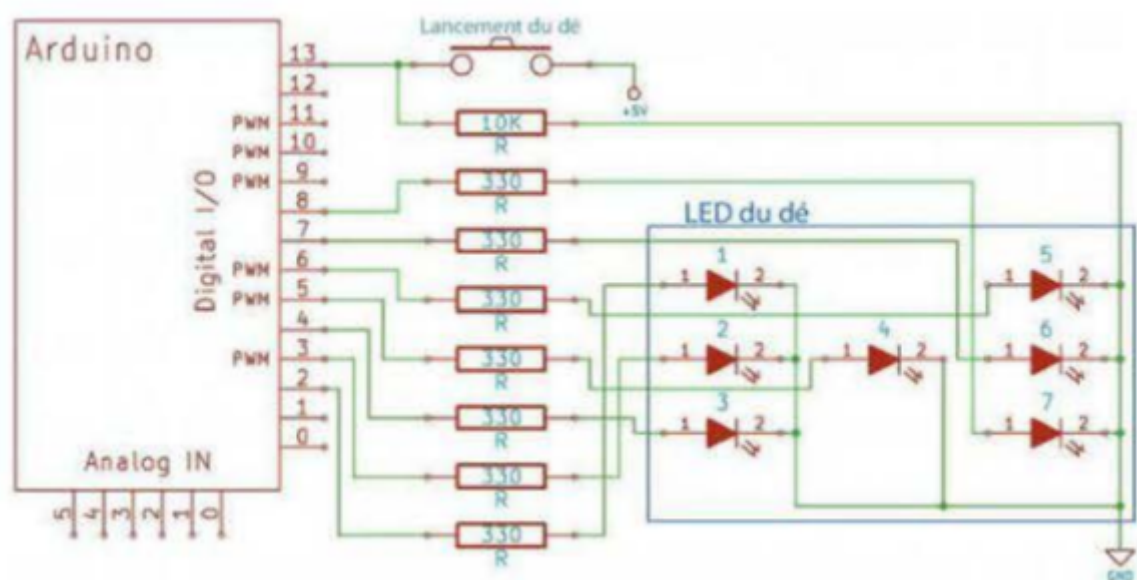 Lancement du dé
Arduino
13
12
+5V
PWM 11
10K
PWM 10
R
PWM 9
330
8
R
LED du dé
7
330
1
5
Digital I/O
PWM 6
R
1 2
1 2
PWM 5
330
2
4
6
4
R
1 2
1 2
1 2
PWM 3
330
3
7
2
R
1 2
1 2
1
330
0
R
Analog IN
330
R
5 4 3 2 1 0
330
R
GND